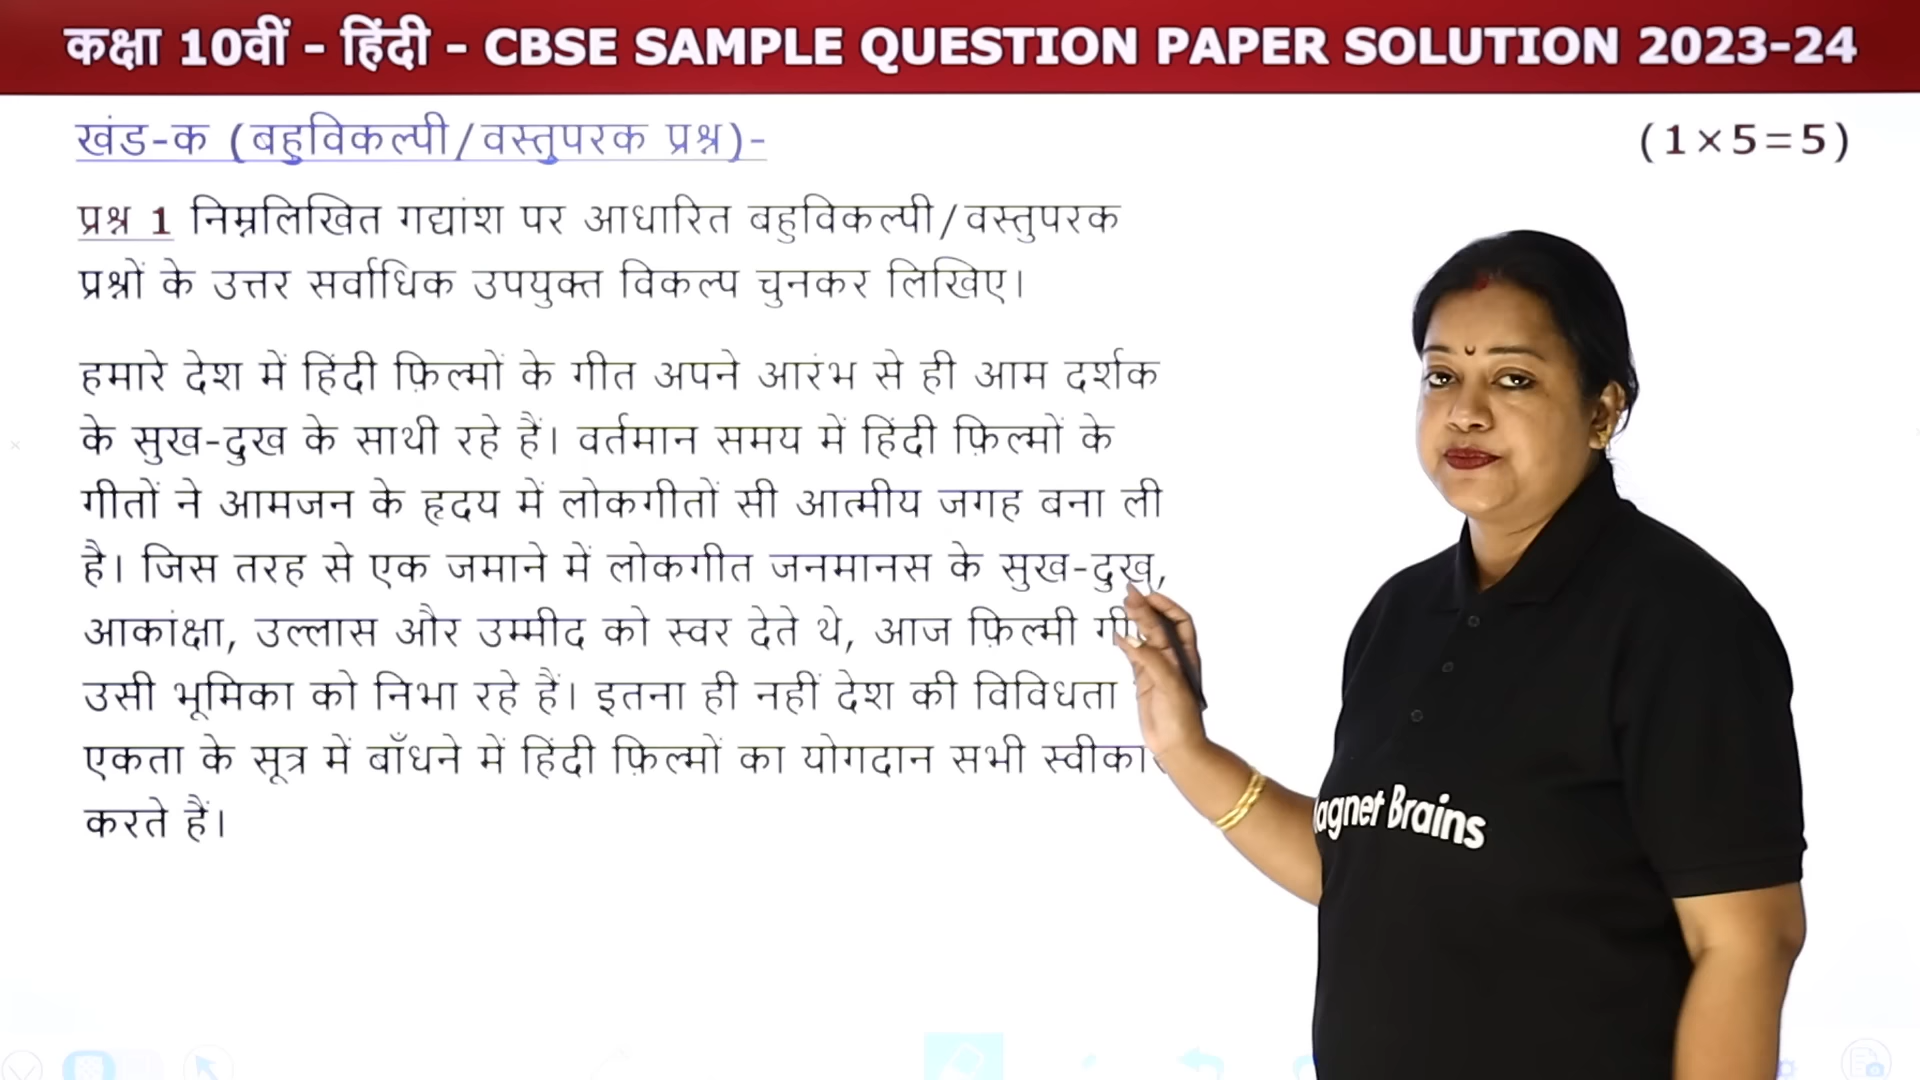 कक्षा 10वीं - हिंदी - CBSE SAMPLE QUESTION PAPER SOLUTION 2023-24
खंड-क (बहुविकल्पी/वस्तुपरक प्रश्न)- (1×5=5)
प्रश्न 1 निम्नलिखित गद्यांश पर आधारित बहुविकल्पी/वस्तुपरक
प्रश्नों के उत्तर सर्वाधिक उपयुक्त विकल्प चुनकर लिखिए।
हमारे देश में हिंदी फ़िल्मों के गीत अपने आरंभ से ही आम दर्शक
के सुख-दुख के साथी रहे हैं। वर्तमान समय में हिंदी फ़िल्मों के
गीतों ने आमजन के हृदय में लोकगीतों सी आत्मीय जगह बना ली
है। जिस तरह से एक जमाने में लोकगीत जनमानस के सुख-दुख,
आकांक्षा, उल्लास और उम्मीद को स्वर देते थे, आज फ़िल्मी
उसी भूमिका को निभा रहे हैं। इतना ही नहीं देश की विविधता
एकता के सूत्र में बाँधने में हिंदी फ़िल्मों का योगदान सभी
करते हैं।
agnet Brains